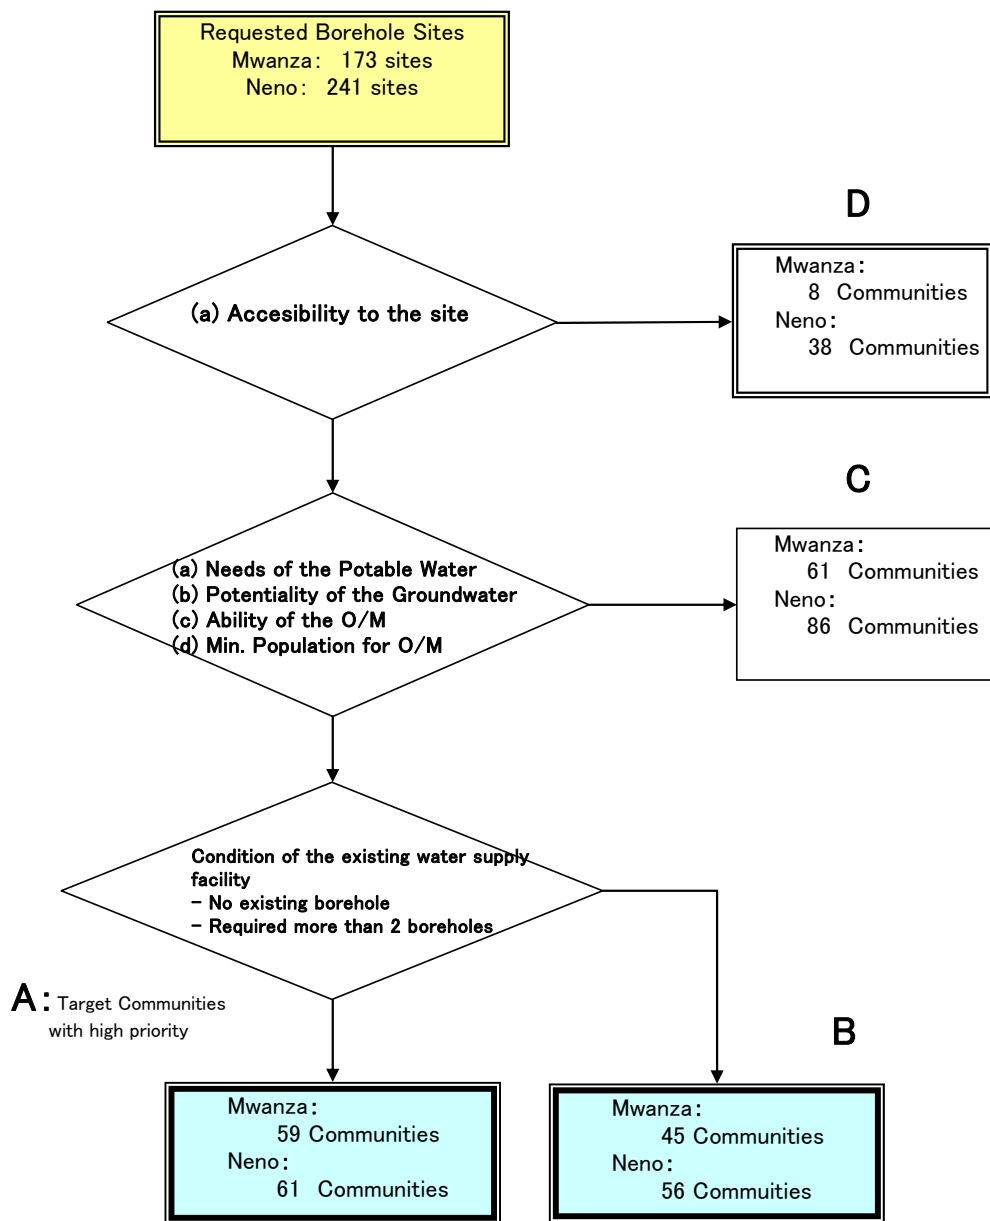 Requested Borehole Sites
Mwanza: 173 sites
Neno: 241 sites
D
(a) Accesibility to the site
Mwanza:
8 Communities
Neno:
38 Communities
C
(a) Needs of the Potable Water
(b) Potentiality of the Groundwater
(c) Ability of the O/M
(d) Min. Population for O/M
Mwanza:
61 Communities
Neno:
86 Communities
Condition of the existing water supply
facility
- No existing borehole
- Required more than 2 boreholes
A: Target Communities
with high priority
B
Mwanza:
59 Communities
Neno:
61 Communities
Mwanza:
45 Communities
Neno:
56 Commuities